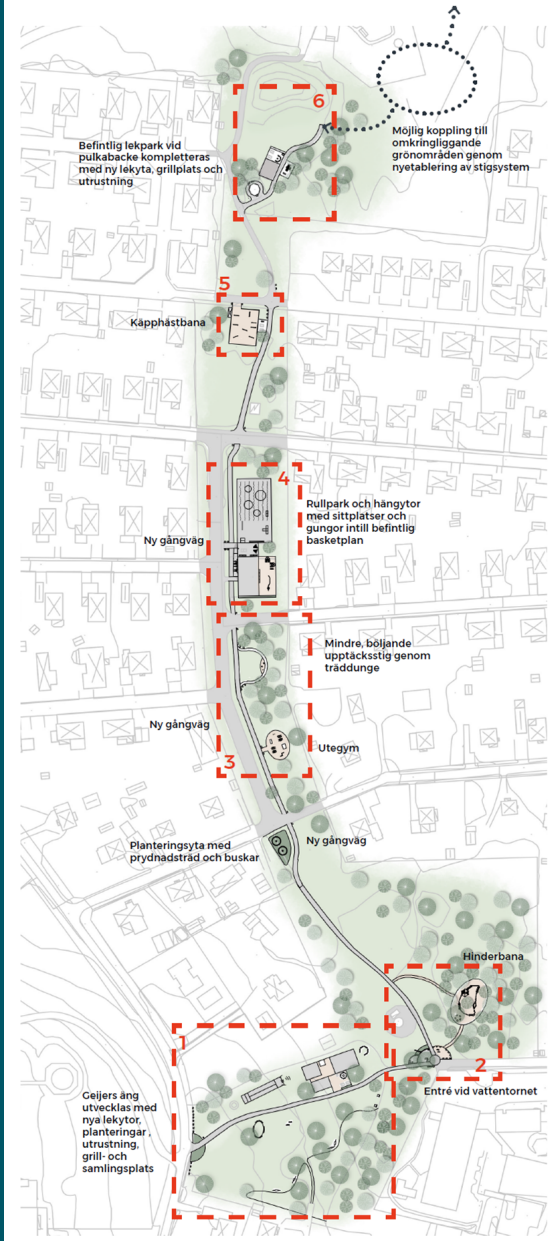 6
Befintlig lekpark vid
pulkabacke kompletteras
med ny lekyta, grillplats och
utrustning
Möjlig koppling till
omkringliggande
grönområden genom
nyetablering av stigsystem
5
Käpphästbana
4
Rullpark och hängytor
med sittplatser och
gungor intill befintlig
basketplan
Ny gångväg
Mindre, böljande
upptäcksstig genom
träddunge
Ny gångväg
Utegym
3
Planteringsyta med
prydnadsträd och buskar
Ny gångväg
Hinderbana
2
Entré vid vattentornet
1
Geijers äng
utvecklas med
nya lekytor,
planteringar ,
utrustning,
grill- och
samlingsplats